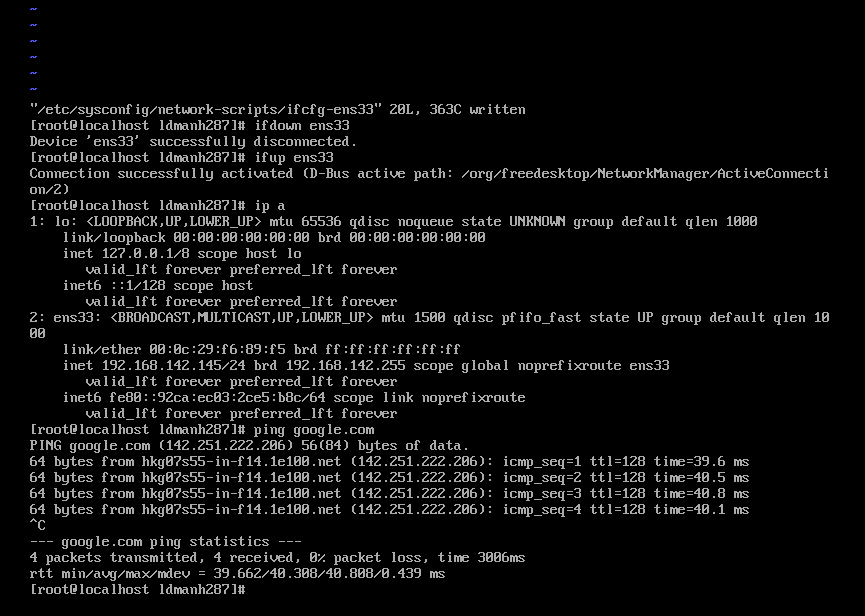 ~
~
~
~
~
~
"/etc/sysconfig/network-scripts/ifcfg-ens33" 20L, 363C written
[root@localhost ldmanh287]# ifdown ens33
Device 'ens33' successfully disconnected.
[root@localhost ldmanh287]# ifup ens33
Connection successfully activated (D-Bus active path: /org/freedesktop/NetworkManager/ActiveConnecti
on/2)
[root@localhost ldmanh287]# ip a
1: lo: <LOOPBACK,UP,LOWER_UP> mtu 65536 qdisc noqueue state UNKNOWN group default qlen 1000
    link/loopback 00:00:00:00:00:00 brd 00:00:00:00:00:00
    inet 127.0.0.1/8 scope host lo
       valid_lft forever preferred_lft forever
    inet6 ::1/128 scope host
       valid_lft forever preferred_lft forever
2: ens33: <BROADCAST,MULTICAST,UP,LOWER_UP> mtu 1500 qdisc pfifo_fast state UP group default qlen 10
00
    link/ether 00:0c:29:f6:89:f5 brd ff:ff:ff:ff:ff:ff
    inet 192.168.142.145/24 brd 192.168.142.255 scope global noprefixroute ens33
       valid_lft forever preferred_lft forever
    inet6 fe80::92ca:ec03:2ce5:b8c/64 scope link noprefixroute
       valid_lft forever preferred_lft forever
[root@localhost ldmanh287]# ping google.com
PING google.com (142.251.222.206) 56(84) bytes of data.
64 bytes from hkg07s55-in-f14.1e100.net (142.251.222.206): icmp_seq=1 ttl=128 time=39.6 ms
64 bytes from hkg07s55-in-f14.1e100.net (142.251.222.206): icmp_seq=2 ttl=128 time=40.5 ms
64 bytes from hkg07s55-in-f14.1e100.net (142.251.222.206): icmp_seq=3 ttl=128 time=40.8 ms
64 bytes from hkg07s55-in-f14.1e100.net (142.251.222.206): icmp_seq=4 ttl=128 time=40.1 ms
^C
--- google.com ping statistics ---
4 packets transmitted, 4 received, 0% packet loss, time 3006ms
rtt min/avg/max/mdev = 39.662/40.308/40.808/0.439 ms
[root@localhost ldmanh287]#